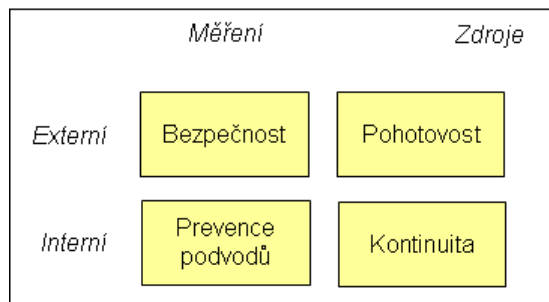 Měření Zdroje
Externí Bezpečnost Pohotovost
Interní Prevence podvodů Kontinuita